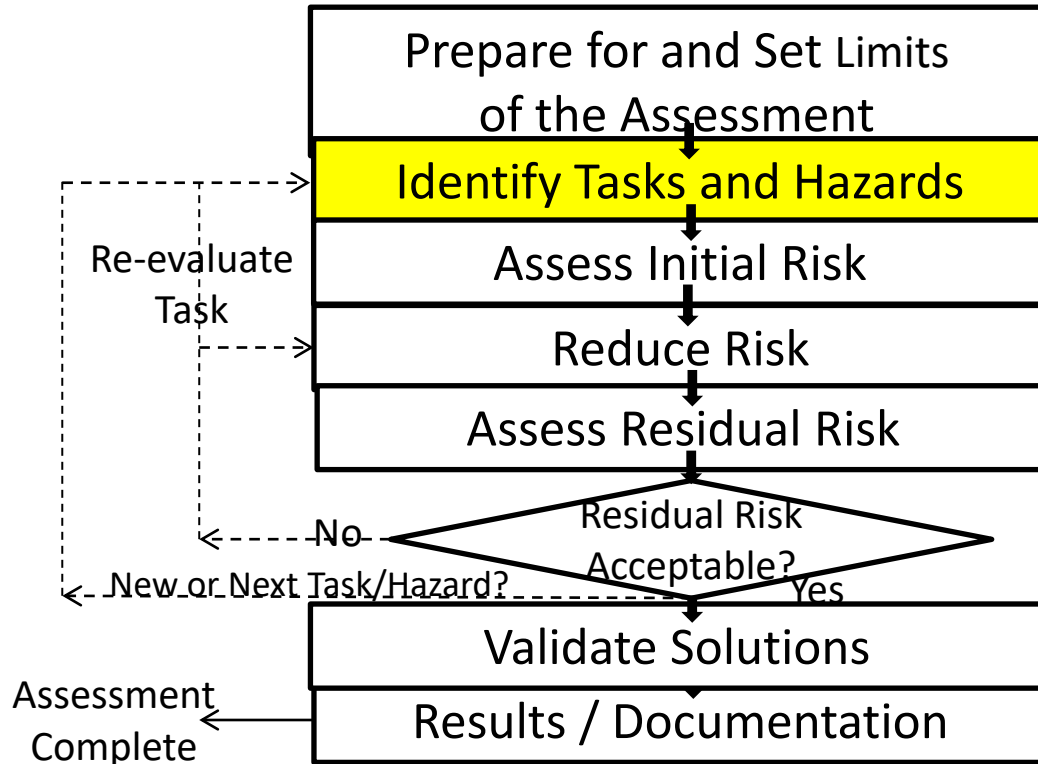 Prepare for and Set Limits
of the Assessment
Identify Tasks and Hazards
Re-evaluate
Task
Assess Initial Risk
Reduce Risk
Assess Residual Risk
No
Residual Risk
Acceptable?
New or Next Task/Hazard?
Yes
Validate Solutions
Assessment
Complete
Results / Documentation